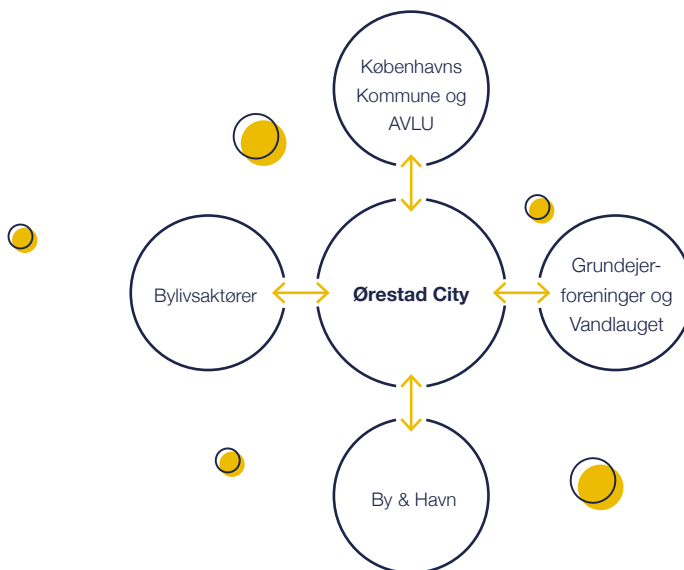 Københavns
Kommune og
AVLU
Bylivsaktører
Ørestad City
Grundejer-
foreninger og
Vandlauget
By & Havn